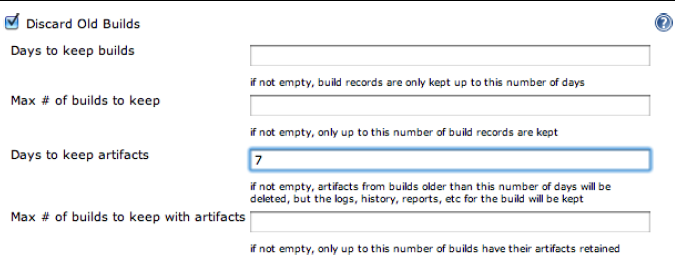 Discard Old Builds
Days to keep builds
if not empty, build records are only kept up to this number of days
Max # of builds to keep
if not empty, only up to this number of build records are kept
Days to keep artifacts
7
if not empty, artifacts from builds older than this number of days will be
deleted, but the logs, history, reports, etc for the build will be kept
Max # of builds to keep with artifacts
if not empty, only up to this number of builds have their artifacts retained